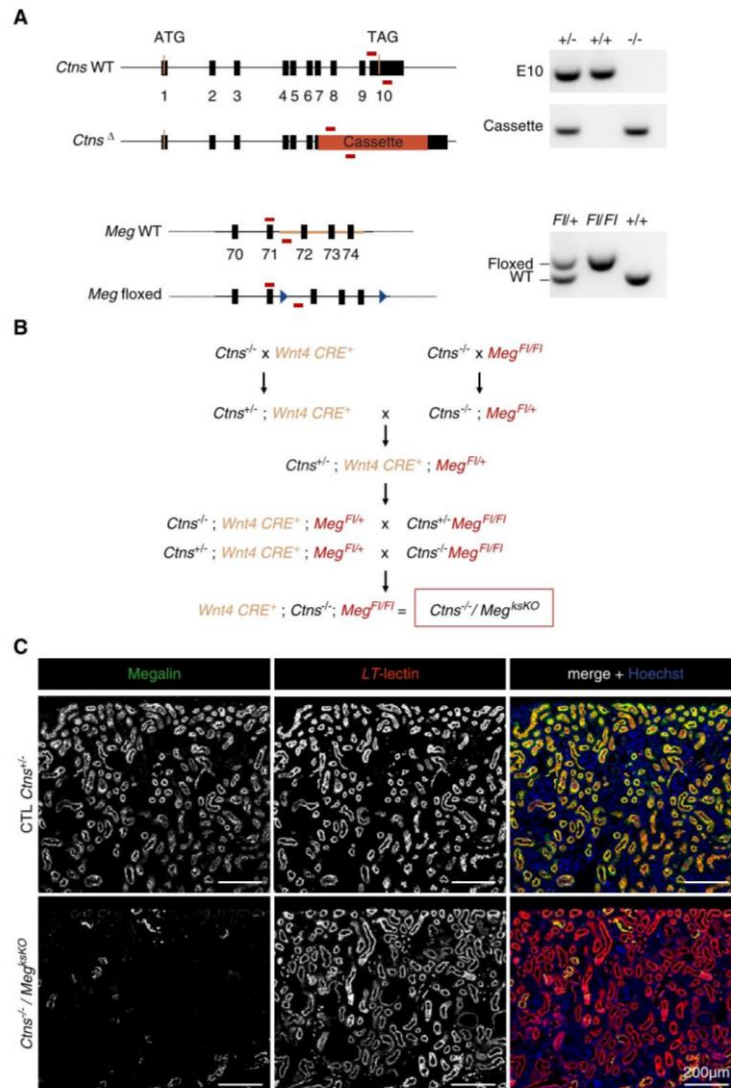 A
ATG TAG
Ctns WT
1 2 3 4 5 6 7 8 9 10
Ctns Δ Cassette
+/- +/+ -/-
E10
Cassette
Meg WT
70 71 72 73 74
Meg floxed
Fl/+ Fl/Fl +/+
Floxed
WT
B
Ctns-/- x Wnt4 CRE+ Ctns-/- x MegFl/Fl
Ctns+/- ; Wnt4 CRE+ x Ctns-/- ; MegFl/+
Ctns+/- ; Wnt4 CRE+ ; MegFl/+
Ctns-/- ; Wnt4 CRE+ ; MegFl/+ x Ctns+/-MegFl/Fl
Ctns+/- ; Wnt4 CRE+ ; MegFl/+ x Ctns-/-MegFl/Fl
Wnt4 CRE+ ; Ctns-/-; MegFl/Fl = Ctns-/-/ MegksKO
C
Megalin LT-lectin merge + Hoechst
CTL Ctns+/-
Ctns-/- / MegksKO
200µm